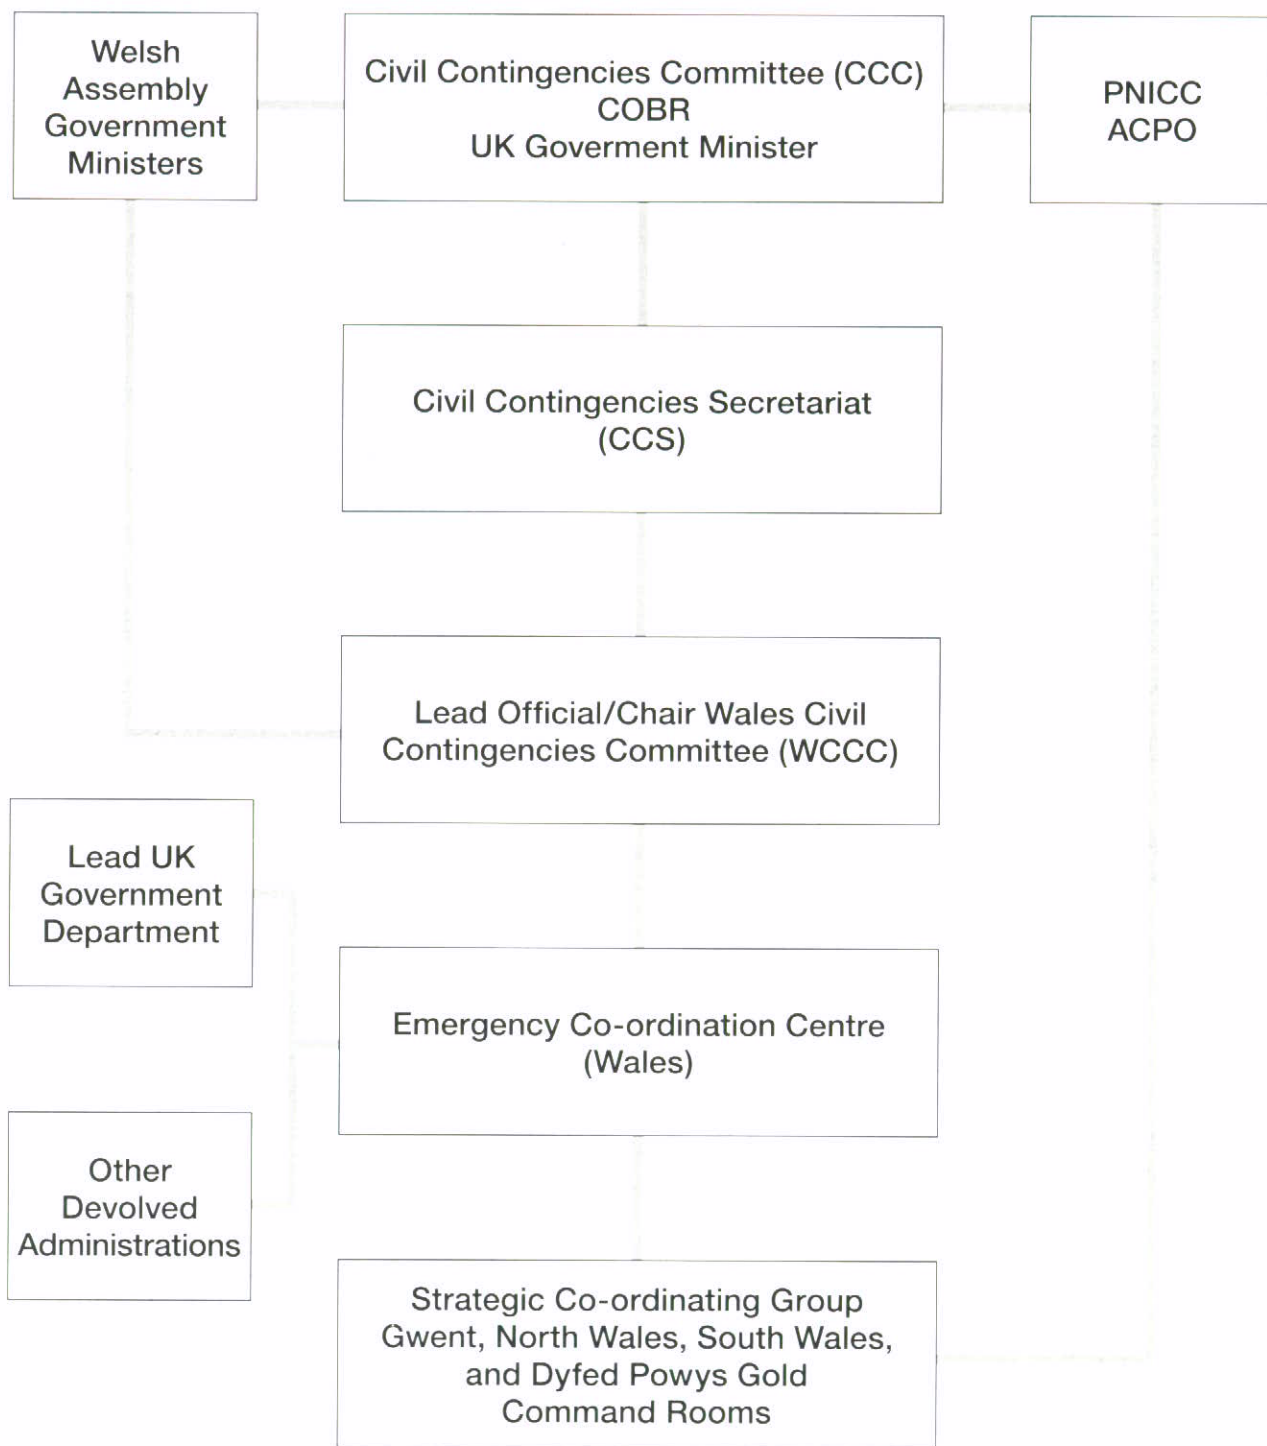 Welsh
Assembly
Government
Ministers
Civil Contingencies Committee (CCC)
COBR
UK Goverment Minister
PNICC
ACPO
Civil Contingencies Secretariat
(CCS)
Lead Official/Chair Wales Civil
Contingencies Committee (WCCC)
Lead UK
Government
Department
Emergency Co-ordination Centre
(Wales)
Other
Devolved
Administrations
Strategic Co-ordinating Group
Gwent, North Wales, South Wales,
and Dyfed Powys Gold
Command Rooms